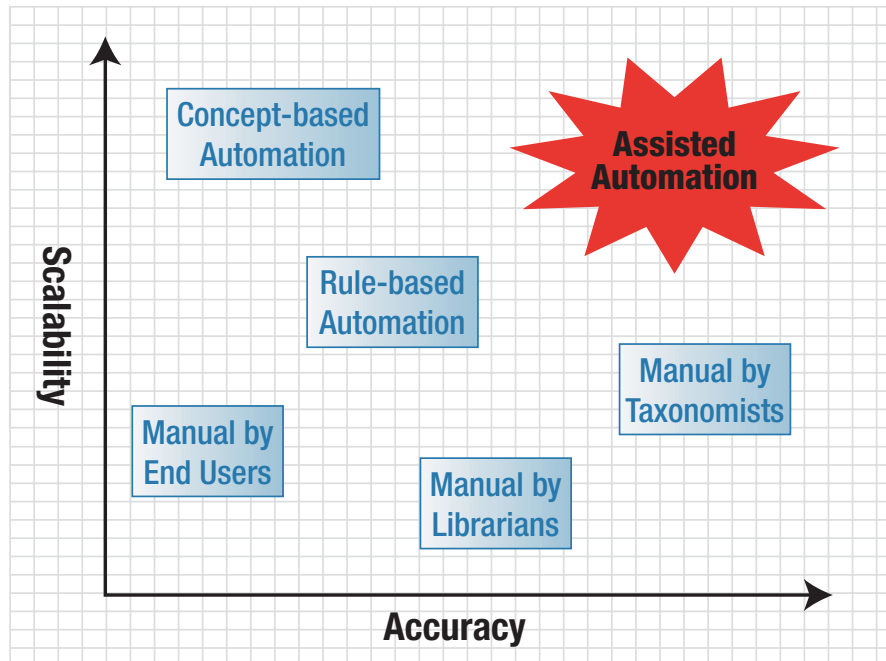 Concept-based
Automation
Assisted
Automation
Rule-based
Automation
Manual by
Taxonomists
Manual by
End Users
Manual by
Librarians
Scalability
Accuracy